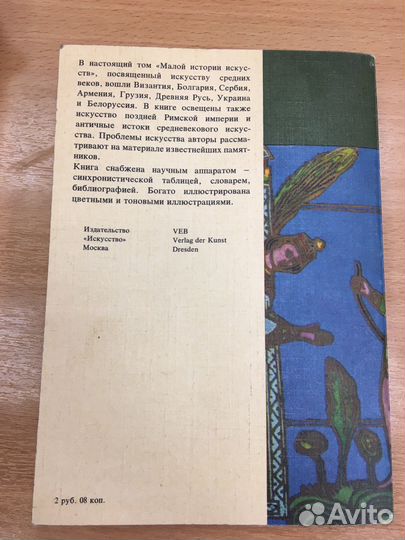 В настоящий том «Малой истории искус-
ств», посвященный искусству средних
веков, вошли Византия, Болгария, Сербия,
Армения, Грузия, Древняя Русь, Украина
и Белоруссия. В книге освещены также
искусство поздней Римской империи и
античные истоки средневекового искус-
ства. Проблемы искусства авторы рассма-
тривают на материале известнейших памят-
ников.
Книга снабжена научным аппаратом –
синхронистической таблицей, словарем,
библиографией. Богато иллюстрирована
цветными и тоновыми иллюстрациями.
Издательство VEB
«Искусство» Verlag der Kunst
Москва Dresden
2 руб. 08 коп.
Avito